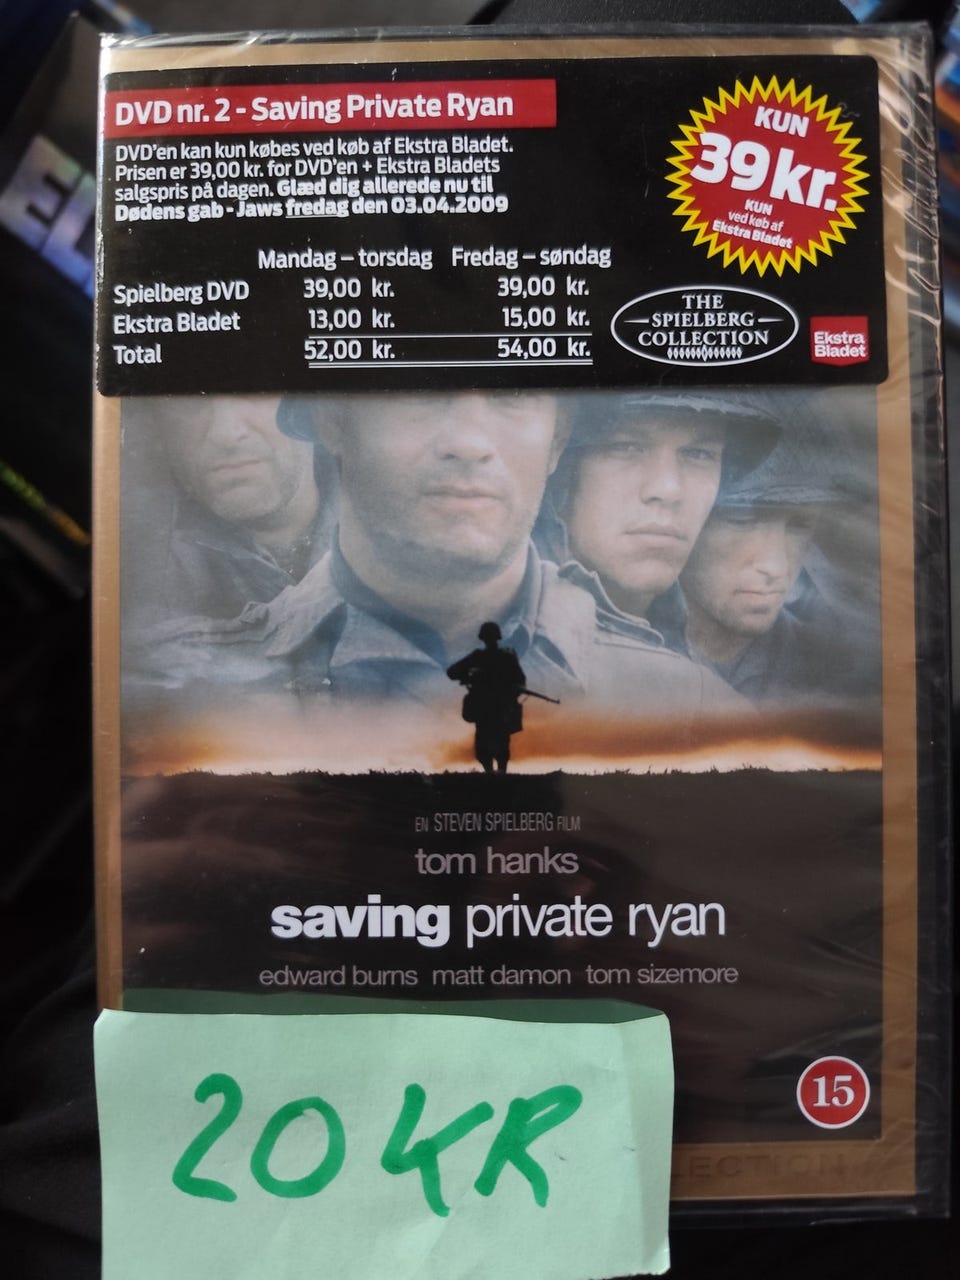 DVD nr. 2 - Saving Private Ryan
DVD'en kan kun købes ved køb af Ekstra Bladet.
Prisen er 39,00 kr. for DVD'en + Ekstra Bladets
salgspris på dagen. Glæd dig allerede nu til
Dødens gab - Jaws fredag den 03.04.2009
KUN
39 kr.
KUN
ved køb af
Ekstra Bladet
Mandag – torsdag Fredag – søndag
Spielberg DVD 39,00 kr. 39,00 kr.
Ekstra Bladet 13,00 kr. 15,00 kr.
Total 52,00 kr. 54,00 kr.
THE
SPIELBERG
COLLECTION
Ekstra
Bladet
EN STEVEN SPIELBERG FILM
tom hanks
saving private ryan
edward burns matt damon tom sizemore
15
LECTION
20 KR